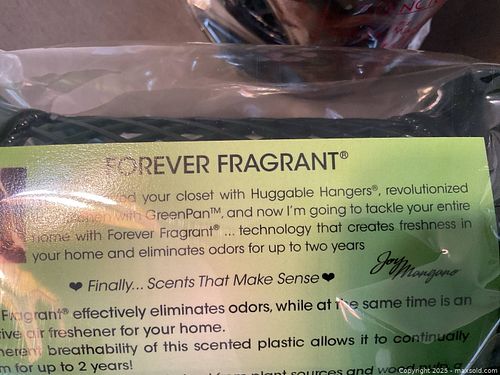 FOREVER FRAGRANT®
your closet with Huggable Hangers®, revolutionized
with GreenPan™, and now I'm going to tackle your entire
home with Forever Fragrant® ... technology that creates freshness in
your home and eliminates odors for up to two years
Joy Mangano
❤ Finally... Scents That Make Sense ❤
Fragrant® effectively eliminates odors, while at the same time is an
air freshener for your home.
breathability of this scented plastic allows it to continually
for up to 2 years!
from plant sources and
Copyright 2025 - maxsold.com